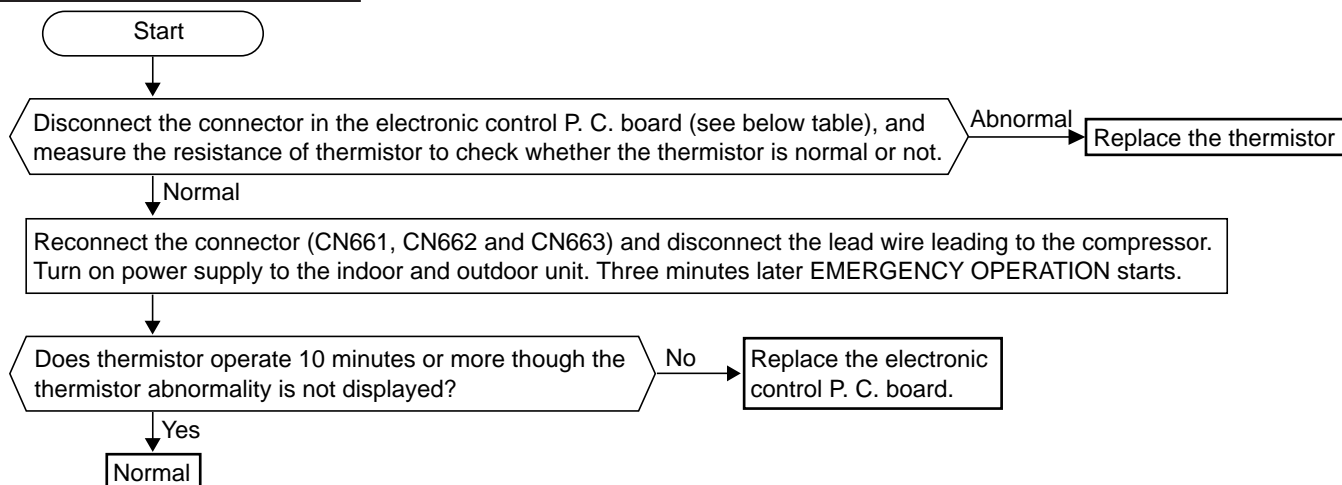 Start
Disconnect the connector in the electronic control P. C. board (see below table), and
measure the resistance of thermistor to check whether the thermistor is normal or not.
Abnormal
Replace the thermistor
Normal
Reconnect the connector (CN661, CN662 and CN663) and disconnect the lead wire leading to the compressor.
Turn on power supply to the indoor and outdoor unit. Three minutes later EMERGENCY OPERATION starts.
Does thermistor operate 10 minutes or more though the
thermistor abnormality is not displayed?
No
Replace the electronic
control P. C. board.
Yes
Normal